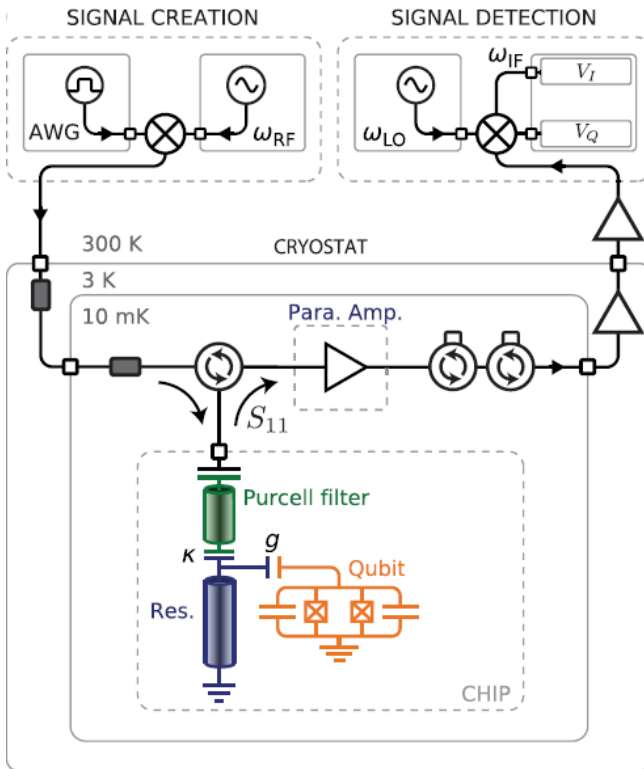 SIGNAL CREATION
SIGNAL DETECTION
AWG
ω_RF
ω_LO
ω_IF
V_I
V_Q
300 K
CRYOSTAT
3 K
10 mK
Para. Amp.
S₁₁
Purcell filter
κ
g
Qubit
Res.
CHIP